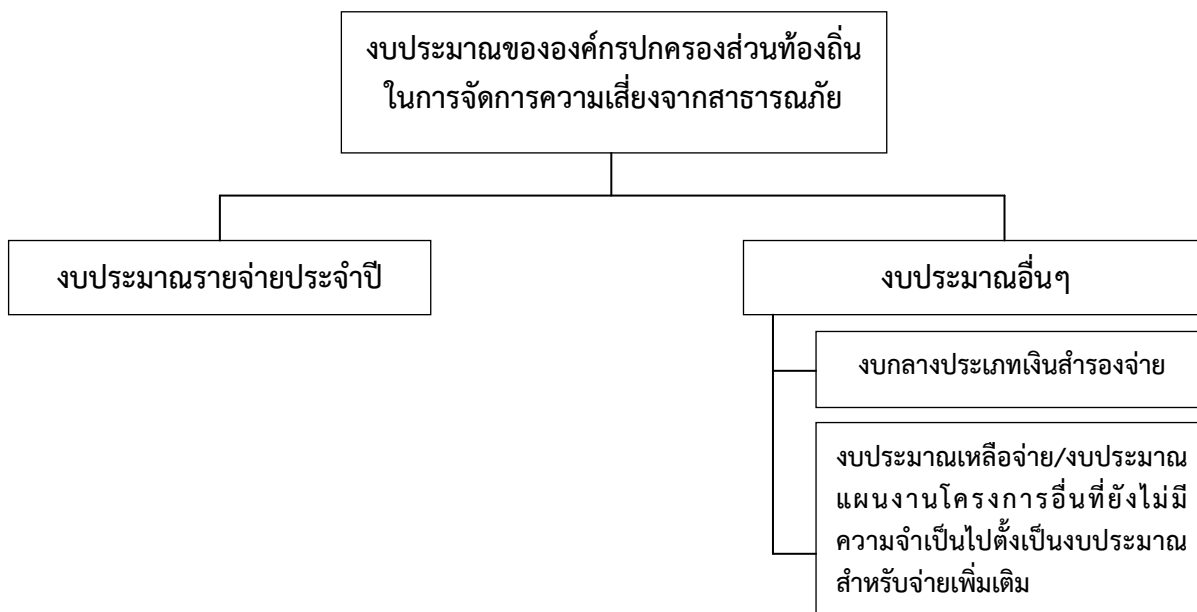 งบประมาณขององค์กรปกครองส่วนท้องถิ่น
ในการจัดการความเสี่ยงจากสาธารณภัย
งบประมาณรายจ่ายประจำปี
งบประมาณอื่นๆ
งบกลางประเภทเงินสำรองจ่าย
งบประมาณเหลือจ่าย/งบประมาณ
แผนงานโครงการอื่นที่ยังไม่มี
ความจำเป็นไปตั้งเป็นงบประมาณ
สำหรับจ่ายเพิ่มเติม